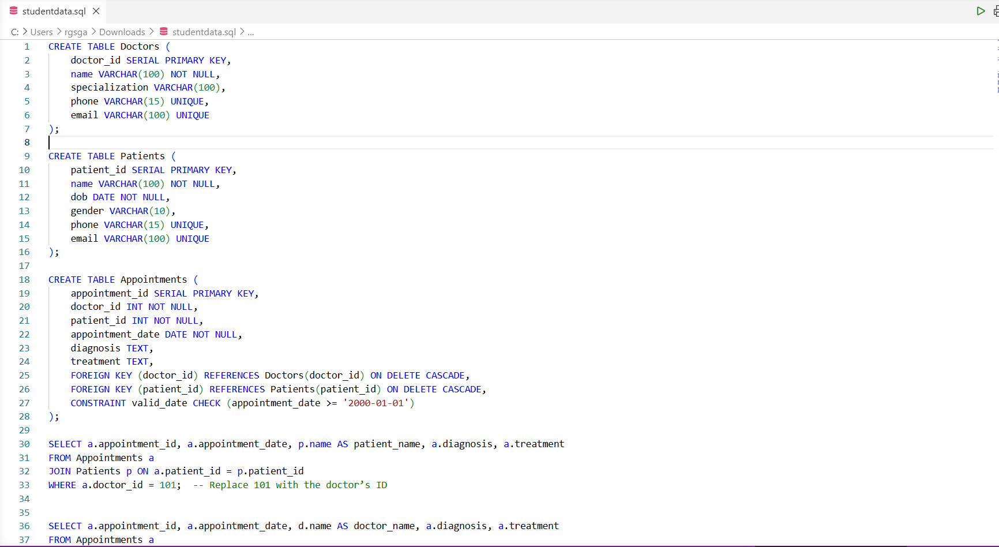 studentdata.sql
C: > Users > rgsga > Downloads > studentdata.sql > ...
1 CREATE TABLE Doctors (
2     doctor_id SERIAL PRIMARY KEY,
3     name VARCHAR(100) NOT NULL,
4     specialization VARCHAR(100),
5     phone VARCHAR(15) UNIQUE,
6     email VARCHAR(100) UNIQUE
7 );
8
9 CREATE TABLE Patients (
10     patient_id SERIAL PRIMARY KEY,
11     name VARCHAR(100) NOT NULL,
12     dob DATE NOT NULL,
13     gender VARCHAR(10),
14     phone VARCHAR(15) UNIQUE,
15     email VARCHAR(100) UNIQUE
16 );
17
18 CREATE TABLE Appointments (
19     appointment_id SERIAL PRIMARY KEY,
20     doctor_id INT NOT NULL,
21     patient_id INT NOT NULL,
22     appointment_date DATE NOT NULL,
23     diagnosis TEXT,
24     treatment TEXT,
25     FOREIGN KEY (doctor_id) REFERENCES Doctors(doctor_id) ON DELETE CASCADE,
26     FOREIGN KEY (patient_id) REFERENCES Patients(patient_id) ON DELETE CASCADE,
27     CONSTRAINT valid_date CHECK (appointment_date >= '2000-01-01')
28 );
29
30 SELECT a.appointment_id, a.appointment_date, p.name AS patient_name, a.diagnosis, a.treatment
31 FROM Appointments a
32 JOIN Patients p ON a.patient_id = p.patient_id
33 WHERE a.doctor_id = 101;  -- Replace 101 with the doctor’s ID
34
35
36 SELECT a.appointment_id, a.appointment_date, d.name AS doctor_name, a.diagnosis, a.treatment
37 FROM Appointments a